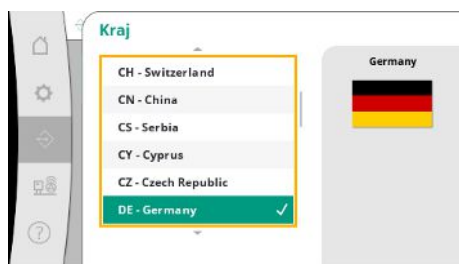 Kraj
CH - Switzerland
CN - China
CS - Serbia
CY - Cyprus
CZ - Czech Republic
DE - Germany
Germany
?